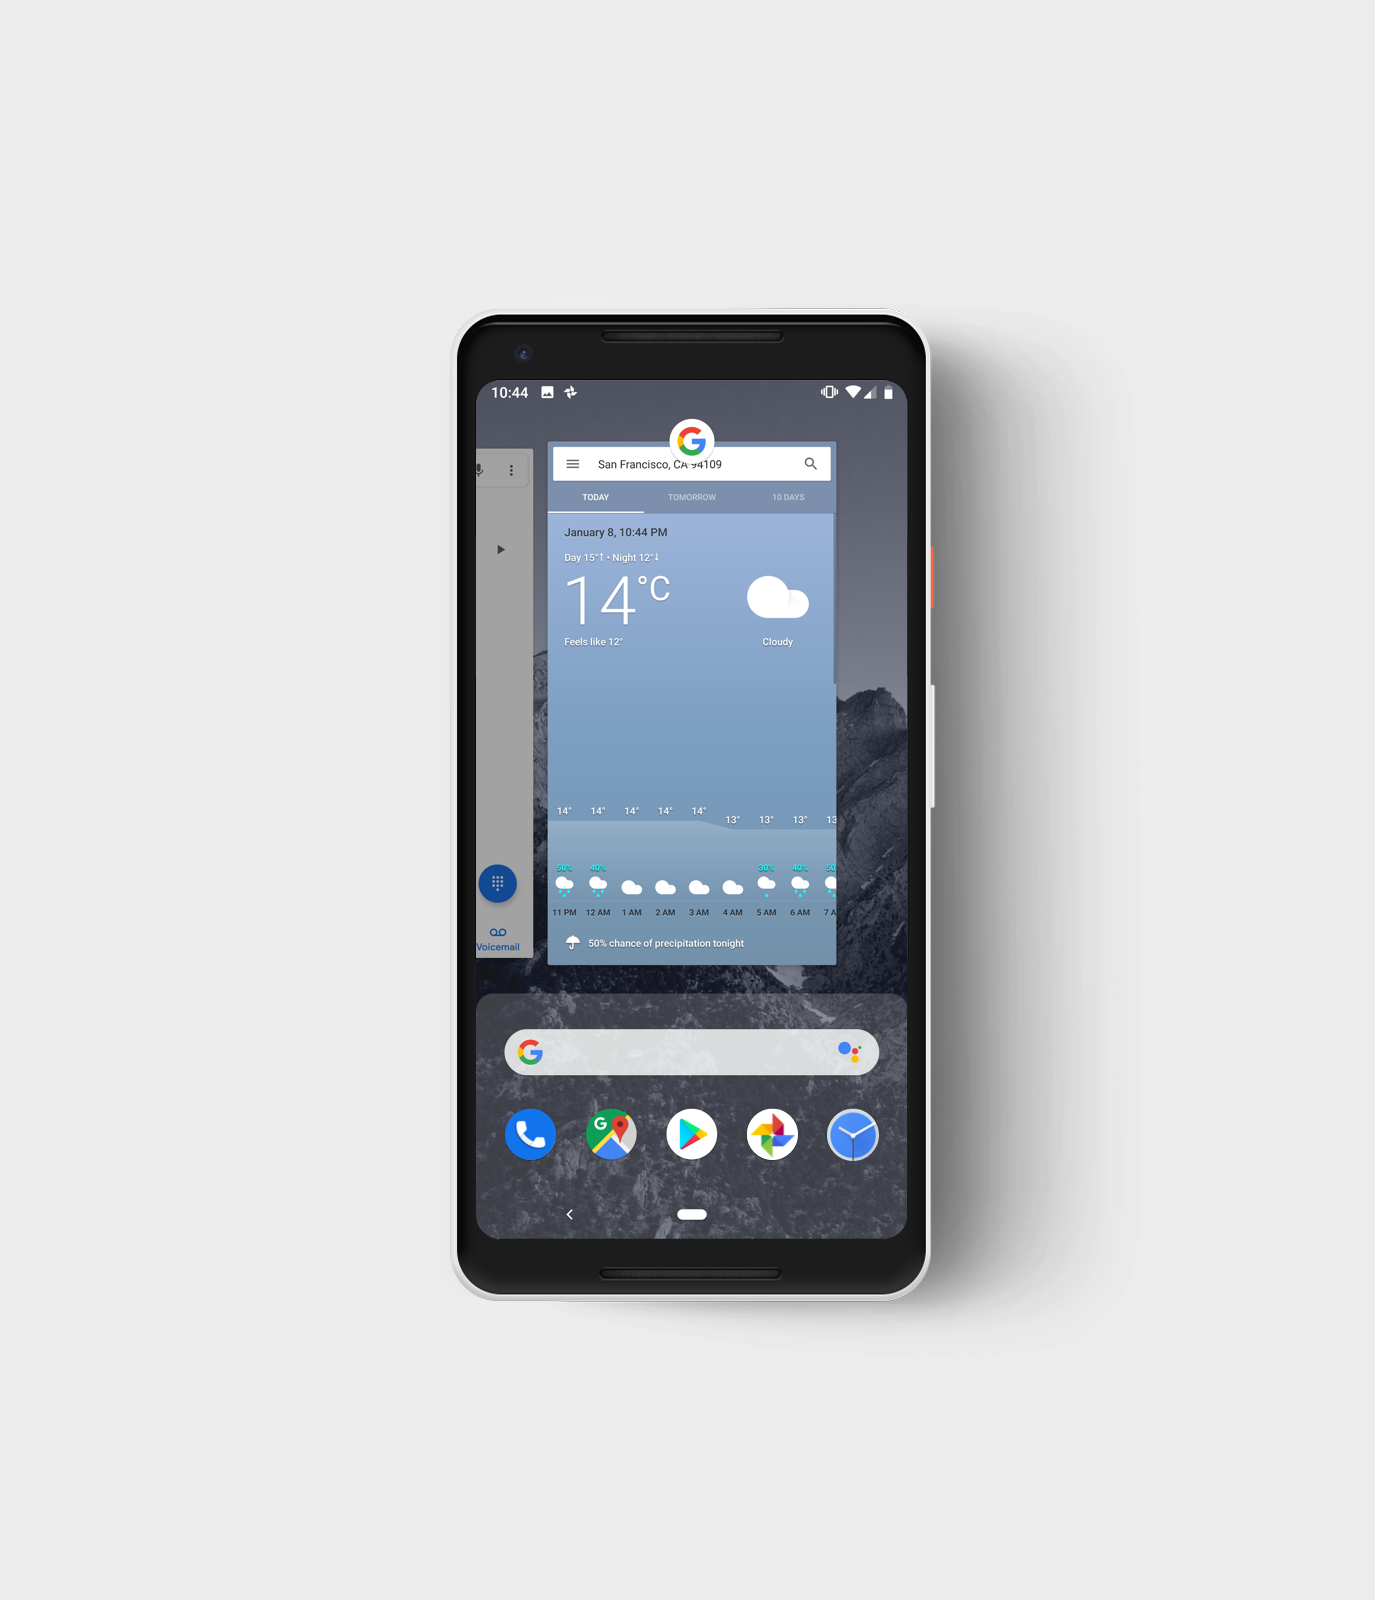 10:44
San Francisco, CA 94109
TODAY TOMORROW 10 DAYS
January 8, 10:44 PM
Day 15°↑ • Night 12°↓
14°C
Feels like 12°
Cloudy
14° 14° 14° 14° 14° 13° 13° 13° 13
50% 40% 30% 40% 50
11 PM 12 AM 1 AM 2 AM 3 AM 4 AM 5 AM 6 AM 7 A
50% chance of precipitation tonight
Voicemail